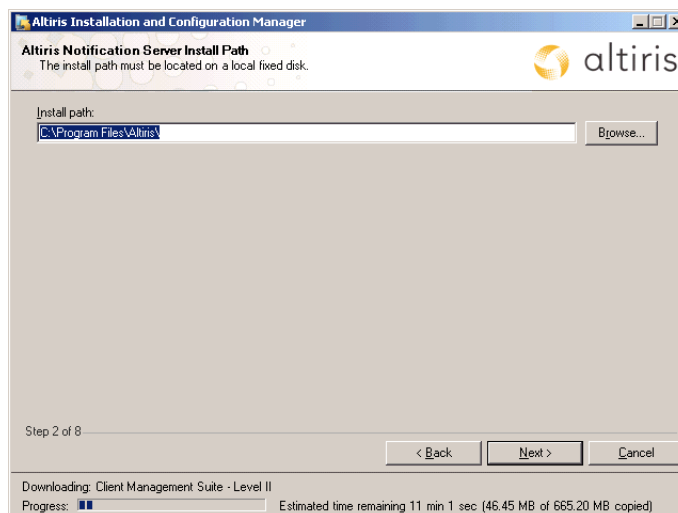 Altiris Installation and Configuration Manager
Altiris Notification Server Install Path
The install path must be located on a local fixed disk.
altiris
Install path:
C:\Program Files\Altiris\
Browse...
Step 2 of 8
< Back
Next >
Cancel
Downloading: Client Management Suite - Level II
Progress:
Estimated time remaining 11 min 1 sec (46.45 MB of 665.20 MB copied)